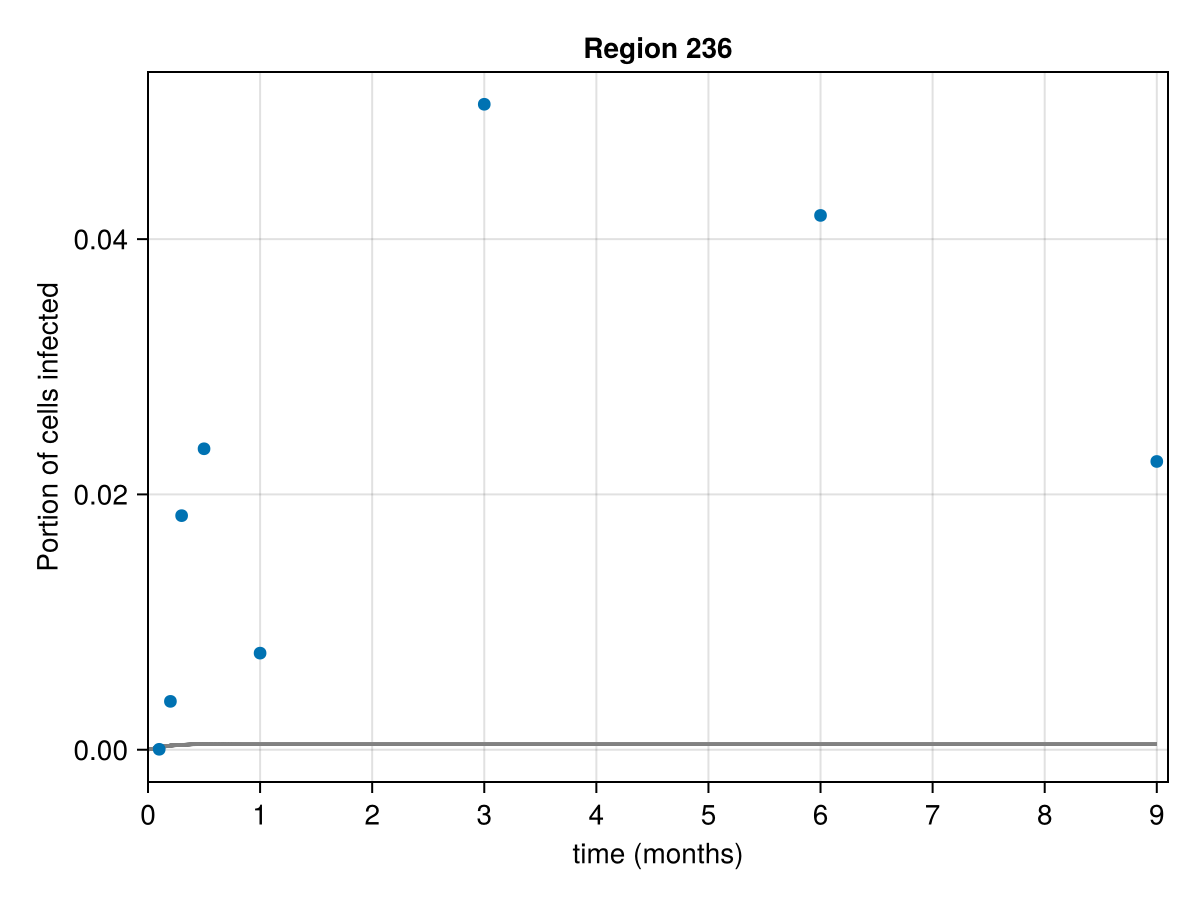 Region 236
Portion of cells infected
0.04
0.02
0.00
0 1 2 3 4 5 6 7 8 9
time (months)